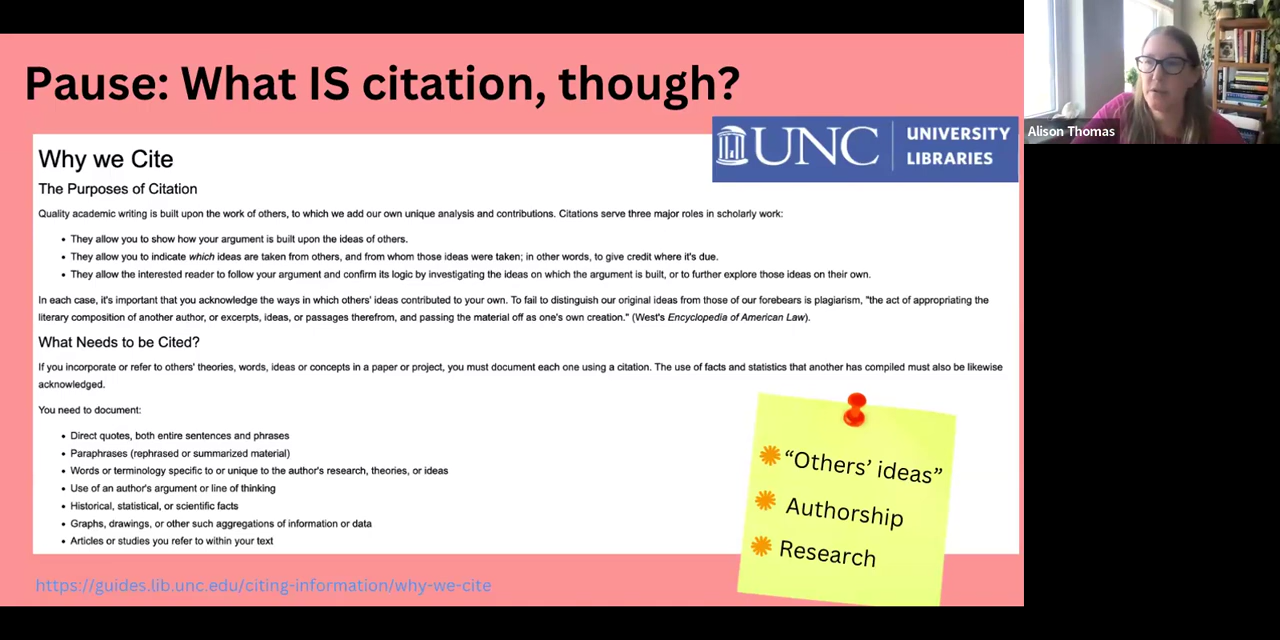 Pause: What IS citation, though?
UNC
UNIVERSITY
LIBRARIES
Alison Thomas
Why we Cite
The Purposes of Citation
Quality academic writing is built upon the work of others, to which we add our own unique analysis and contributions. Citations serve three major roles in scholarly work:
• They allow you to show how your argument is built upon the ideas of others.
• They allow you to indicate which ideas are taken from others, and from whom those ideas were taken; in other words, to give credit where it's due.
• They allow the interested reader to follow your argument and confirm its logic by investigating the ideas on which the argument is built, or to further explore those ideas on their own.
In each case, it's important that you acknowledge the ways in which others' ideas contributed to your own. To fail to distinguish our original ideas from those of our forebears is plagiarism, "the act of appropriating the
literary composition of another author, or excerpts, ideas, or passages therefrom, and passing the material off as one's own creation." (West's Encyclopedia of American Law).
What Needs to be Cited?
If you incorporate or refer to others' theories, words, ideas or concepts in a paper or project, you must document each one using a citation. The use of facts and statistics that another has compiled must also be likewise
acknowledged.
You need to document:
• Direct quotes, both entire sentences and phrases
• Paraphrases (rephrased or summarized material)
• Words or terminology specific to or unique to the author's research, theories, or ideas
• Use of an author's argument or line of thinking
• Historical, statistical, or scientific facts
• Graphs, drawings, or other such aggregations of information or data
• Articles or studies you refer to within your text
“Others’ ideas”
Authorship
Research
https://guides.lib.unc.edu/citing-information/why-we-cite